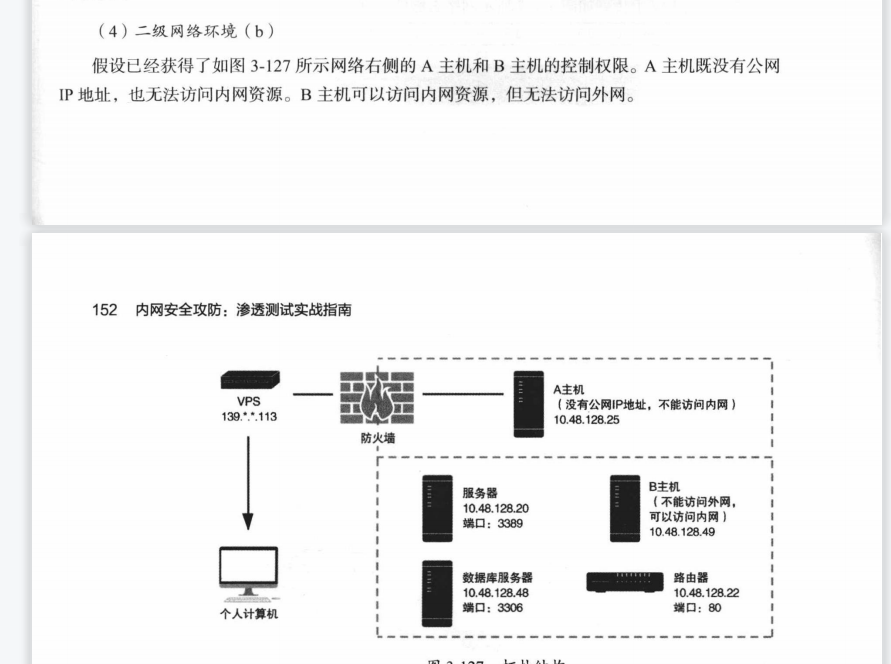 （4）二级网络环境（b）
假设已经获得了如图 3-127 所示网络右侧的 A 主机和 B 主机的控制权限。A 主机既没有公网
IP 地址，也无法访问内网资源。B 主机可以访问内网资源，但无法访问外网。
152 内网安全攻防：渗透测试实战指南
VPS
139.*.*.113
防火墙
A主机
（没有公网IP地址，不能访问内网）
10.48.128.25
服务器
10.48.128.20
端口：3389
B主机
（不能访问外网，
可以访问内网）
10.48.128.49
数据库服务器
10.48.128.48
端口：3306
路由器
10.48.128.22
端口：80
个人计算机
图 3-127 拓扑结构